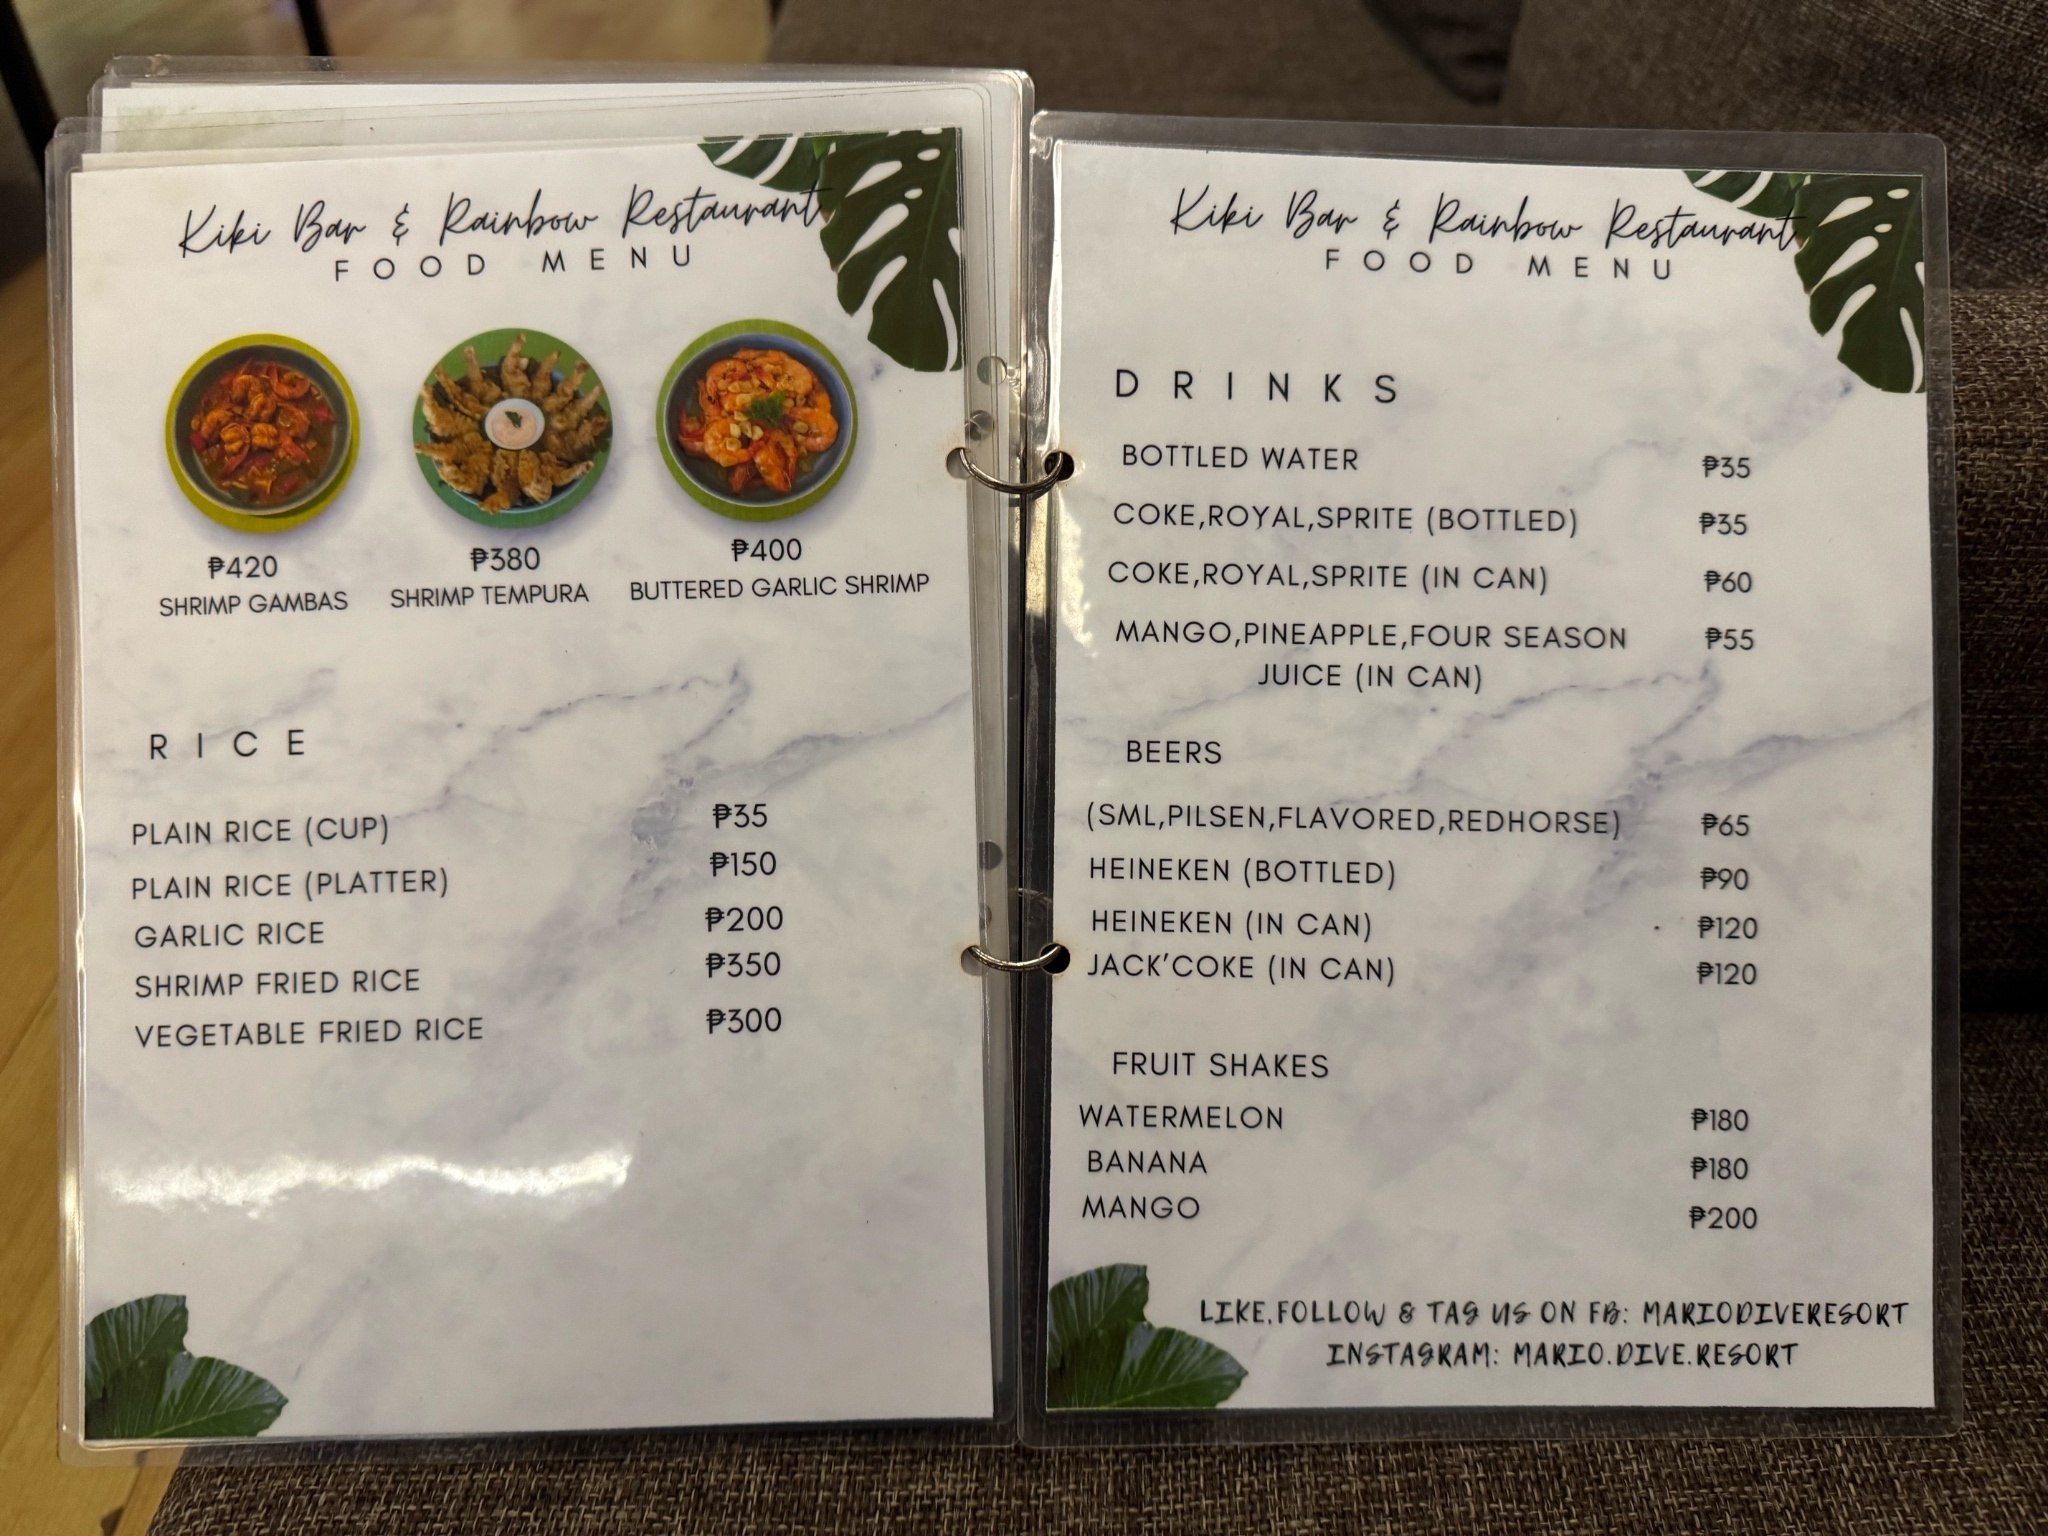 Kiki Bar & Rainbow Restaurant
FOOD MENU
₱420
SHRIMP GAMBAS
₱380
SHRIMP TEMPURA
₱400
BUTTERED GARLIC SHRIMP
RICE
PLAIN RICE (CUP) ₱35
PLAIN RICE (PLATTER) ₱150
GARLIC RICE ₱200
SHRIMP FRIED RICE ₱350
VEGETABLE FRIED RICE ₱300
Kiki Bar & Rainbow Restaurant
FOOD MENU
DRINKS
BOTTLED WATER ₱35
COKE,ROYAL,SPRITE (BOTTLED) ₱35
COKE,ROYAL,SPRITE (IN CAN) ₱60
MANGO,PINEAPPLE,FOUR SEASON ₱55
JUICE (IN CAN)
BEERS
(SML,PILSEN,FLAVORED,REDHORSE) ₱65
HEINEKEN (BOTTLED) ₱90
HEINEKEN (IN CAN) ₱120
JACK'COKE (IN CAN) ₱120
FRUIT SHAKES
WATERMELON ₱180
BANANA ₱180
MANGO ₱200
LIKE,FOLLOW & TAG US ON FB: MARIODIVERESORT
INSTAGRAM: MARIO.DIVE.RESORT